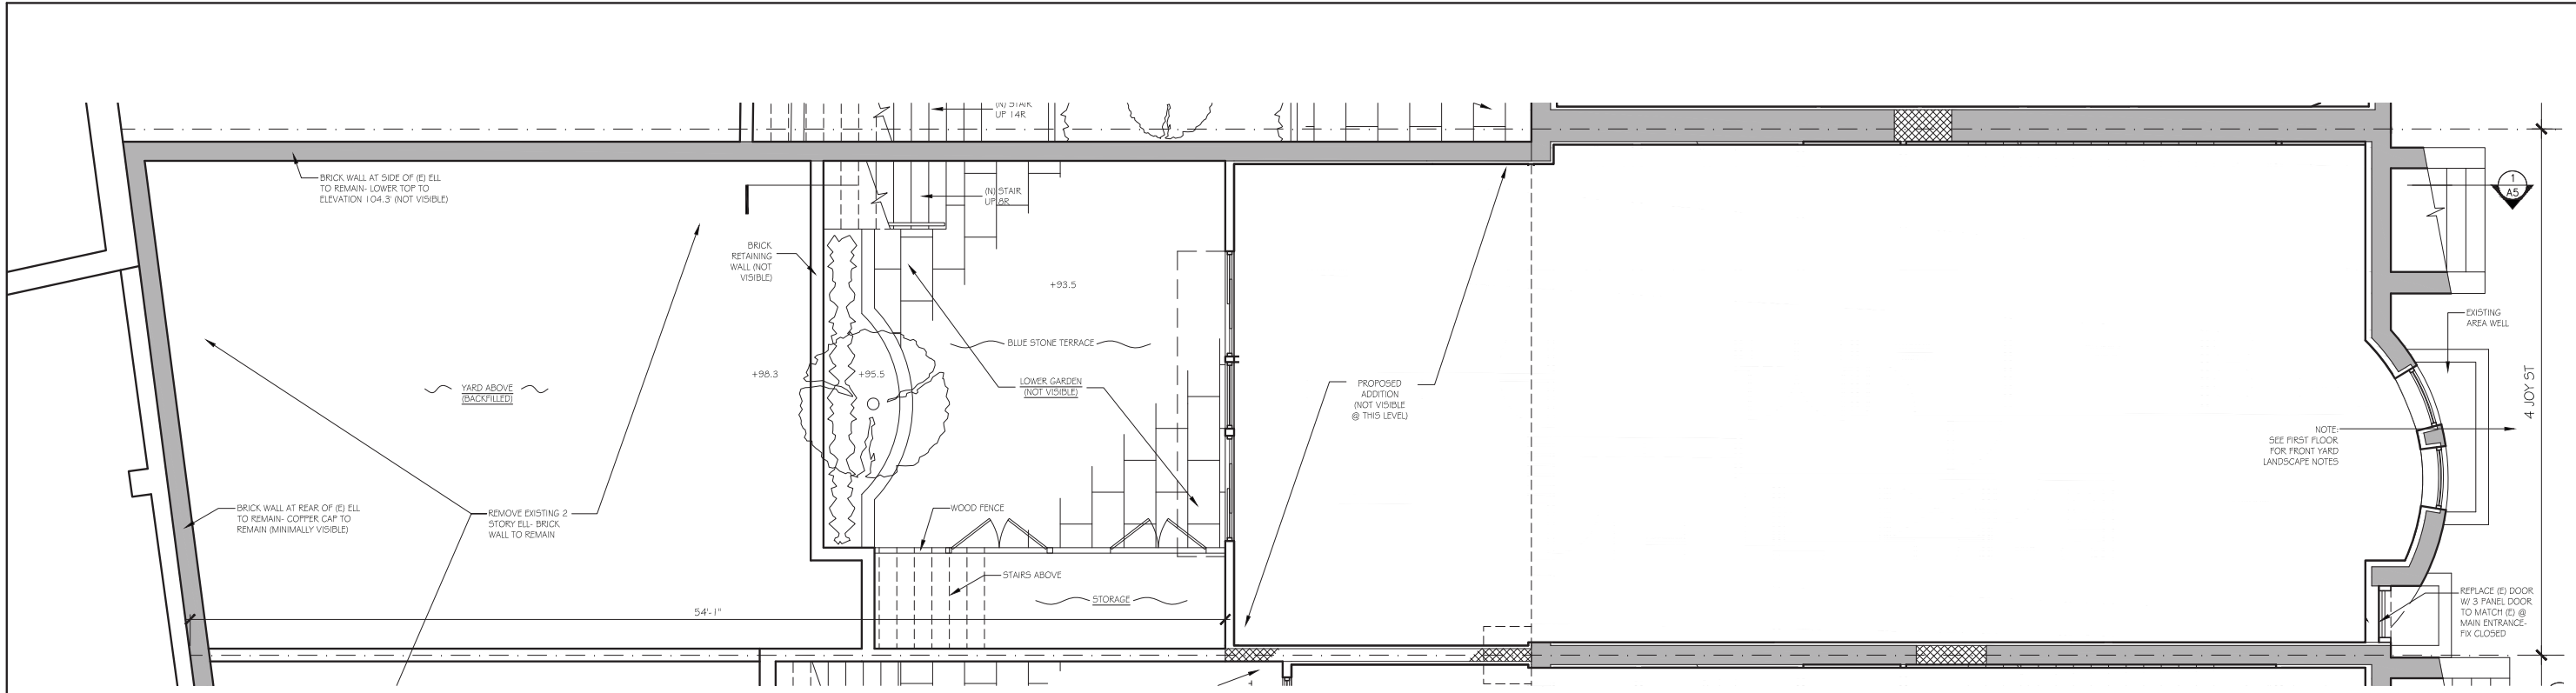 (N) STAIR
UP 14R
BRICK WALL AT SIDE OF (E) ELL
TO REMAIN- LOWER TOP TO
ELEVATION 104.3' (NOT VISIBLE)
(N) STAIR
UP 8R
1
A5
BRICK
RETAINING
WALL (NOT
VISIBLE)
+93.5
EXISTING
AREA WELL
BLUE STONE TERRACE
+98.3
+95.5
YARD ABOVE
(BACKFILLED)
LOWER GARDEN
(NOT VISIBLE)
PROPOSED
ADDITION
(NOT VISIBLE
@ THIS LEVEL)
4 JOY ST
NOTE:
SEE FIRST FLOOR
FOR FRONT YARD
LANDSCAPE NOTES
BRICK WALL AT REAR OF (E) ELL
TO REMAIN- COPPER CAP TO
REMAIN (MINIMALLY VISIBLE)
REMOVE EXISTING 2
STORY ELL- BRICK
WALL TO REMAIN
WOOD FENCE
STAIRS ABOVE
STORAGE
54'-1"
REPLACE (E) DOOR
W/ 3 PANEL DOOR
TO MATCH (E) @
MAIN ENTRANCE-
FIX CLOSED